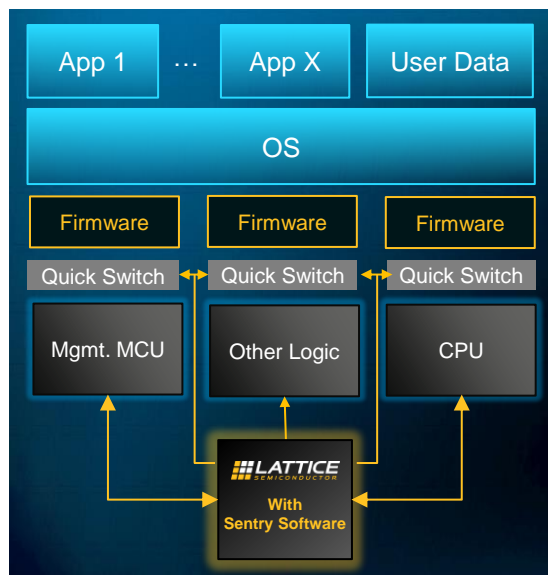 App 1 ... App X User Data
OS
Firmware Firmware Firmware
Quick Switch Quick Switch Quick Switch
Mgmt. MCU Other Logic CPU
LATTICE
SEMICONDUCTOR
With
Sentry Software